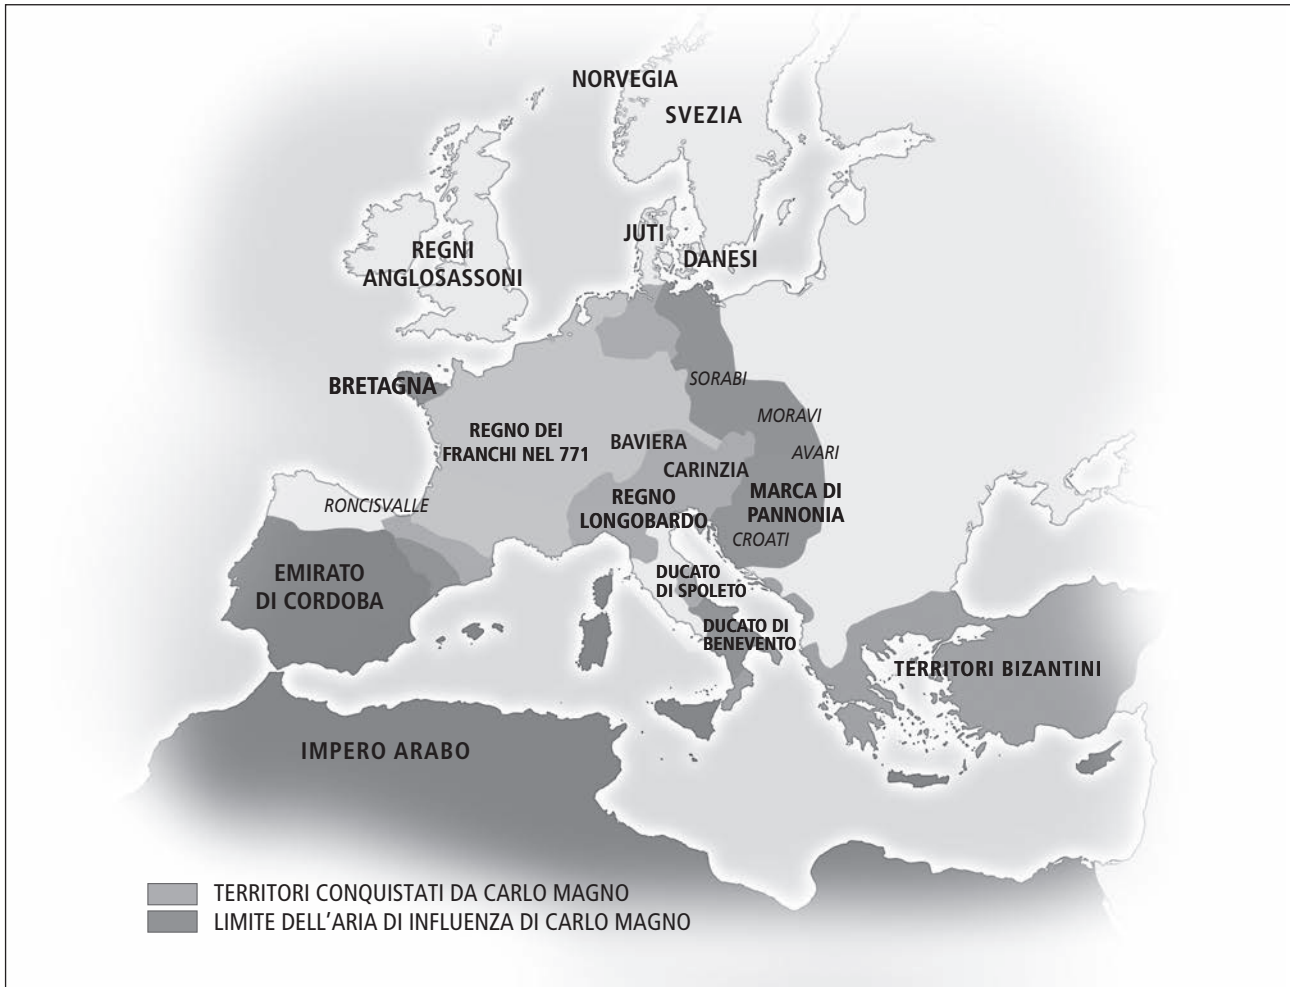 NORVEGIA
SVEZIA
JUTI
DANESI
REGNI
ANGLOSASSONI
BRETAGNA
SORABI
MORAVI
AVARI
REGNO DEI
FRANCHI NEL 771
BAVIERA
CARINZIA
RONCISVALLE
REGNO
LONGOBARDO
MARCA DI
PANNONIA
CROATI
EMIRATO
DI CORDOBA
DUCATO
DI SPOLETO
DUCATO DI
BENEVENTO
TERRITORI BIZANTINI
IMPERO ARABO
TERRITORI CONQUISTATI DA CARLO MAGNO
LIMITE DELL'ARIA DI INFLUENZA DI CARLO MAGNO